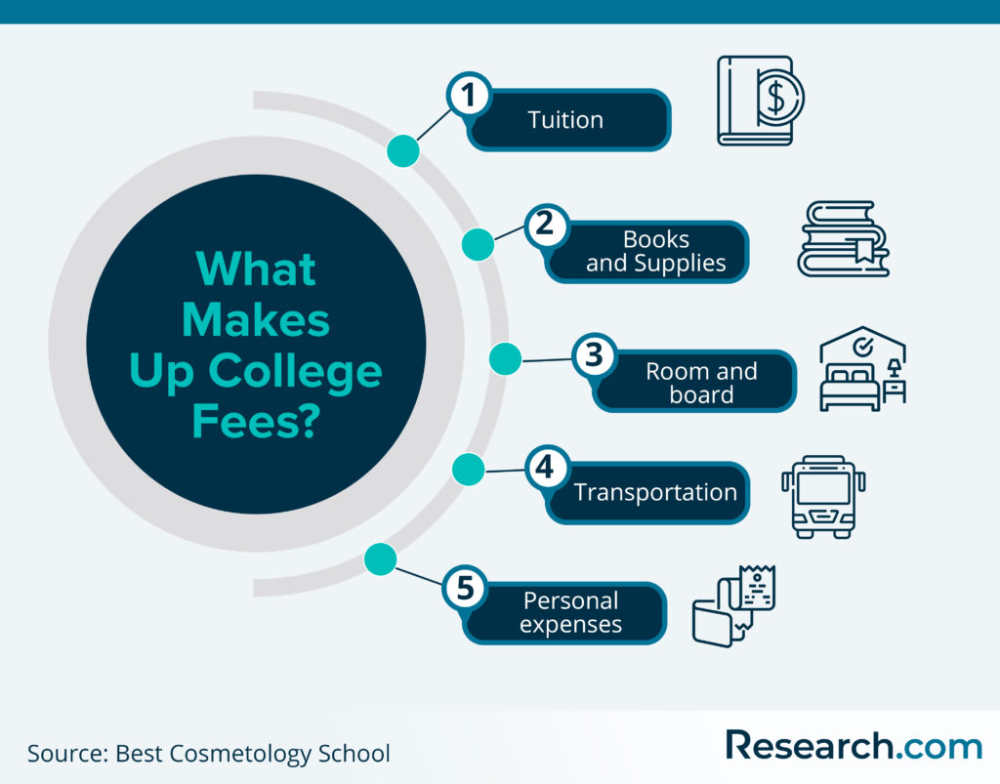 What
Makes
Up College
Fees?
1
Tuition
$
2
Books
and Supplies
3
Room and
board
4
Transportation
5
Personal
expenses
Source: Best Cosmetology School
Research.com